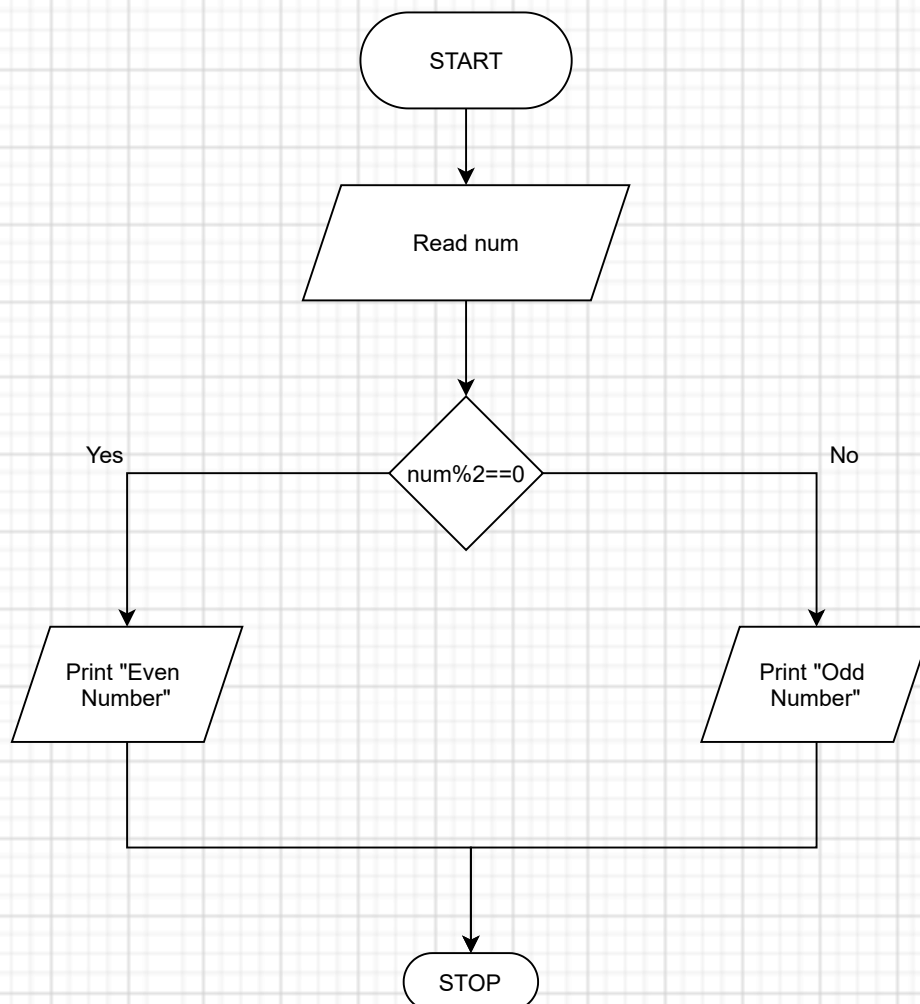 START
Read num
num%2==0
Yes
No
Print "Even
Number"
Print "Odd
Number"
STOP